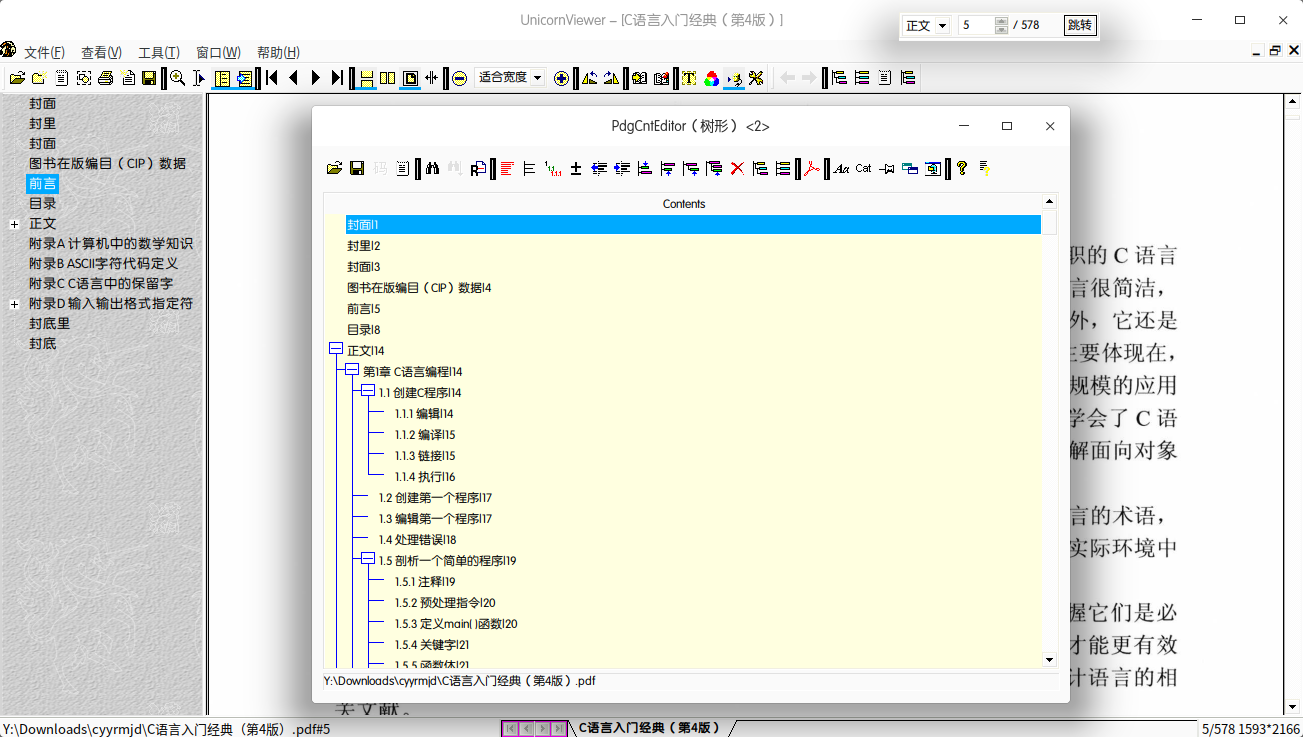 UnicornViewer – [C语言入门经典（第4版）]
正文 5 / 578 跳转
文件(F) 查看(V) 工具(T) 窗口(W) 帮助(H)
适合宽度
封面
封里
封面
图书在版编目（CIP）数据
前言
目录
正文
附录A 计算机中的数学知识
附录B ASCII字符代码定义
附录C C语言中的保留字
附录D 输入输出格式指定符
封底里
封底
PdgCntEditor（树形）<2>
Aa Cat
Contents
封面|1
封里|2
封面|3
图书在版编目（CIP）数据|4
前言|5
目录|8
正文|14
第1章 C语言编程|14
1.1 创建C程序|14
1.1.1 编辑|14
1.1.2 编译|15
1.1.3 链接|15
1.1.4 执行|16
1.2 创建第一个程序|17
1.3 编辑第一个程序|17
1.4 处理错误|18
1.5 剖析一个简单的程序|19
1.5.1 注释|19
1.5.2 预处理指令|20
1.5.3 定义main( )函数|20
1.5.4 关键字|21
1.5.5 函数体|21
Y:\Downloads\cyyrmjd\C语言入门经典（第4版）.pdf
职的 C 语言
言很简洁，
外，它还是
主要体现在，
规模的应用
学会了 C 语
解面向对象
言的术语，
实际环境中
握它们是必
才能更有效
计语言的相
关文献。
Y:\Downloads\cyyrmjd\C语言入门经典（第4版）.pdf#5
C语言入门经典（第4版）
5/578 1593*2166